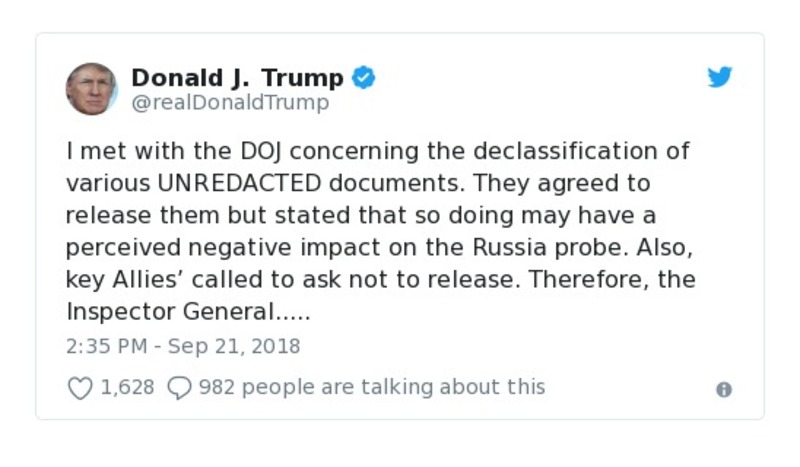 Donald J. Trump
@realDonaldTrump
I met with the DOJ concerning the declassification of
various UNREDACTED documents. They agreed to
release them but stated that so doing may have a
perceived negative impact on the Russia probe. Also,
key Allies’ called to ask not to release. Therefore, the
Inspector General.....
2:35 PM - Sep 21, 2018
1,628 982 people are talking about this